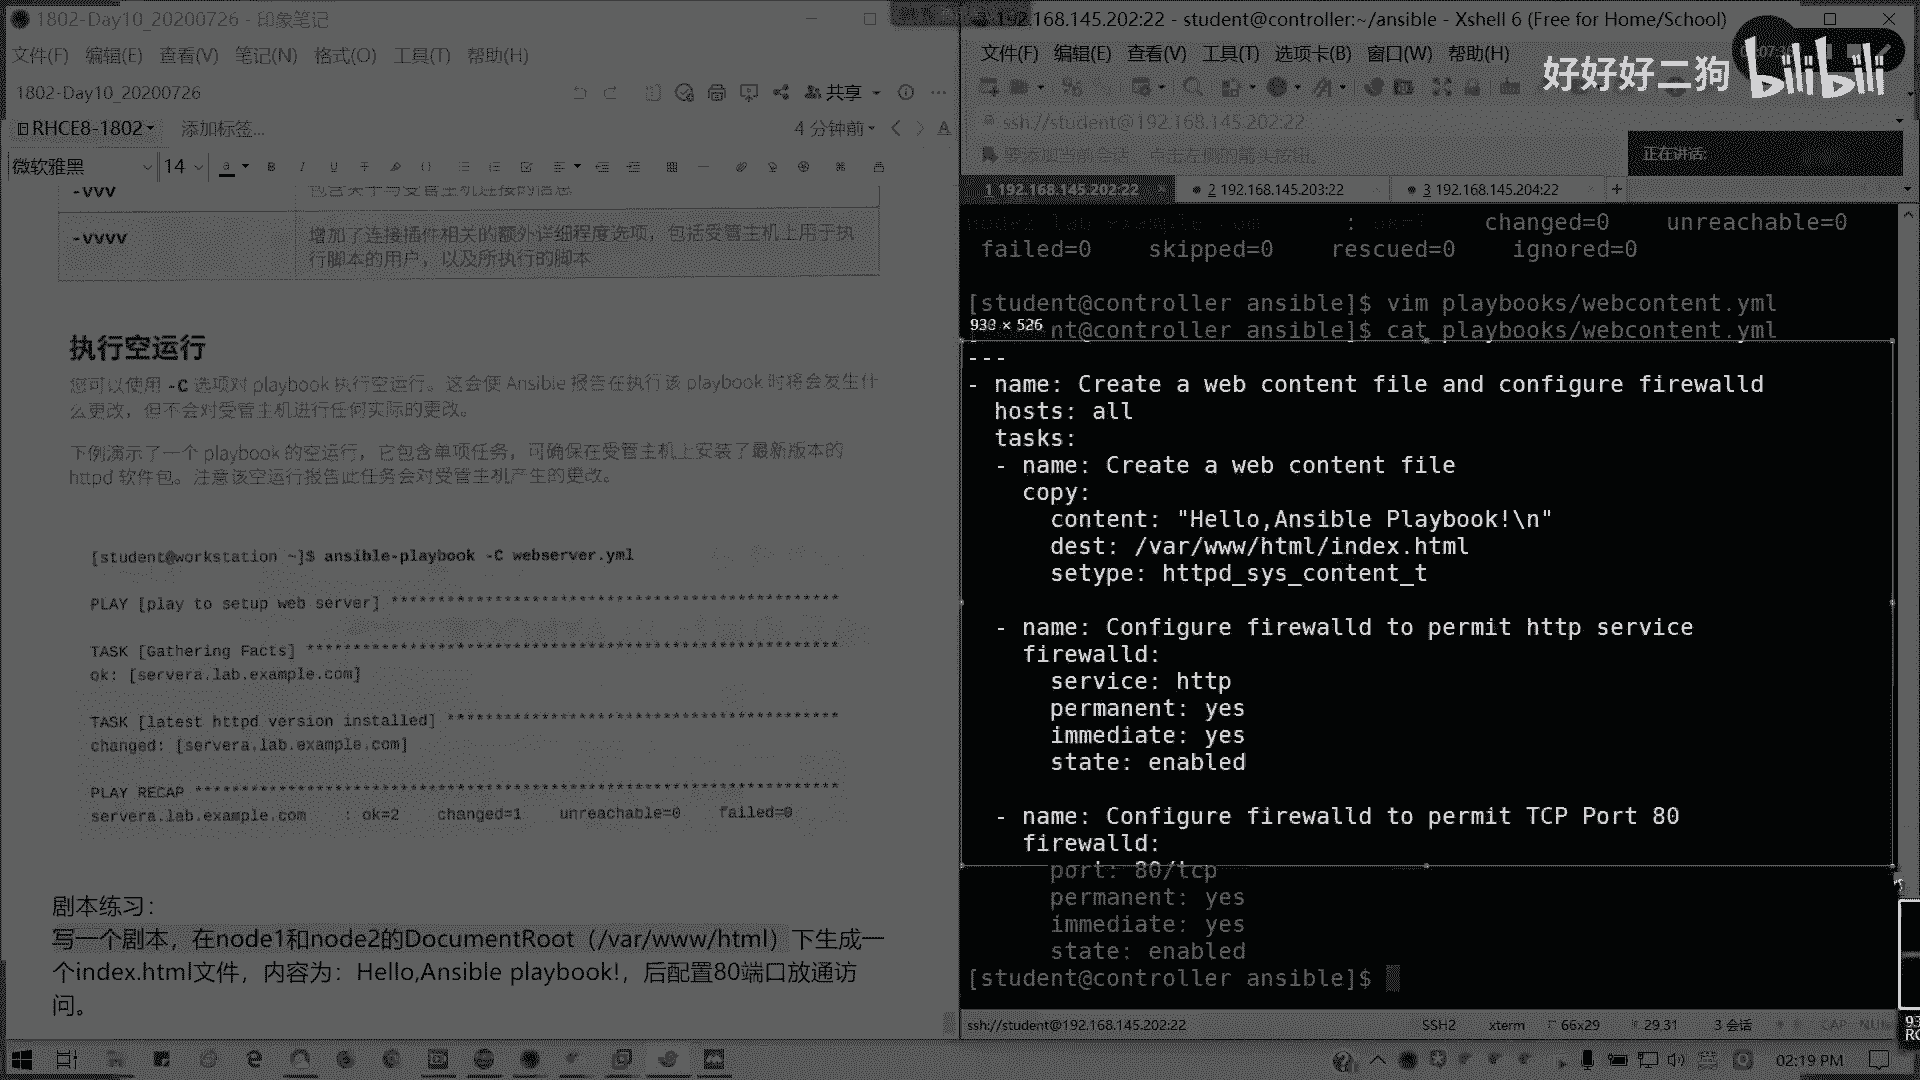 1802-Day10_20200726 - 印象笔记
文件(F) 编辑(E) 查看(V) 笔记(N) 格式(O) 工具(T) 帮助(H)
1802-Day10_20200726
共享
RHCE8-1802
添加标签...
4 分钟前
微软雅黑
14
-vvv
包含关于与受管主机连接的信息
-vvvv
增加了连接插件相关的额外详细程度选项，包括受管主机上用于执
行脚本的用户，以及所执行的脚本
执行空运行
您可以使用 -C 选项对 playbook 执行空运行。这会使 Ansible 报告在执行该 playbook 时将会发生什
么更改，但不会对受管主机进行任何实际的更改。
下例演示了一个 playbook 的空运行，它包含单项任务，可确保在受管主机上安装了最新版本的
httpd 软件包。注意该空运行报告此任务会对受管主机产生的更改。
[student@workstation ~]$ ansible-playbook -C webserver.yml
PLAY [play to setup web server] ************************************************
TASK [Gathering Facts] *********************************************************
ok: [servera.lab.example.com]
TASK [latest httpd version installed] ******************************************
changed: [servera.lab.example.com]
PLAY RECAP *********************************************************************
servera.lab.example.com : ok=2 changed=1 unreachable=0 failed=0
剧本练习：
写一个剧本，在node1和node2的DocumentRoot（/var/www/html）下生成一
个index.html文件，内容为：Hello,Ansible playbook!，后配置80端口放通访
问。
192.168.145.202:22 - student@controller:~/ansible - Xshell 6 (Free for Home/School)
文件(F) 编辑(E) 查看(V) 工具(T) 选项卡(B) 窗口(W) 帮助(H)
好好好二狗 bilibili
ssh://student@192.168.145.202:22
要添加当前会话，点击左侧的箭头按钮。
正在讲话:
1 192.168.145.202:22
2 192.168.145.203:22
3 192.168.145.204:22
node2.lab.example.com : ok=1 changed=0 unreachable=0
failed=0 skipped=0 rescued=0 ignored=0
[student@controller ansible]$ vim playbooks/webcontent.yml
930 × 526
nt@controller ansible]$ cat playbooks/webcontent.yml
---
- name: Create a web content file and configure firewalld
hosts: all
tasks:
- name: Create a web content file
copy:
content: "Hello,Ansible Playbook!\n"
dest: /var/www/html/index.html
setype: httpd_sys_content_t
- name: Configure firewalld to permit http service
firewalld:
service: http
permanent: yes
immediate: yes
state: enabled
- name: Configure firewalld to permit TCP Port 80
firewalld:
port: 80/tcp
permanent: yes
immediate: yes
state: enabled
[student@controller ansible]$
ssh://student@192.168.145.202:22
SSH2
xterm
66x29
29,31
3 会话
CAP
NUM
02:19 PM